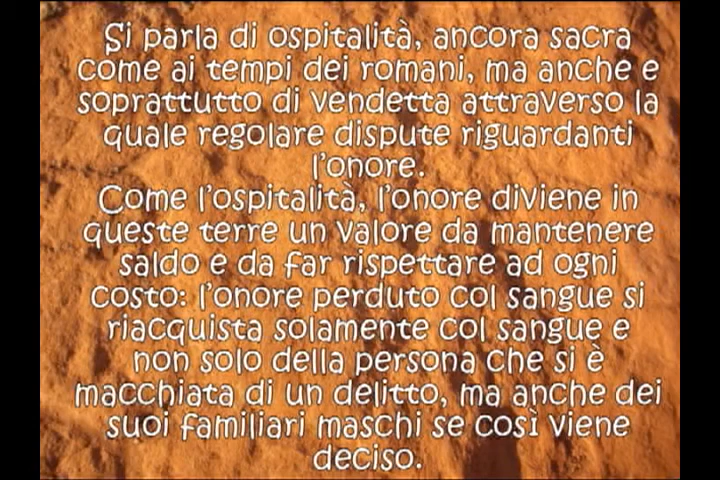 Si parla di ospitalità, ancora sacra
come ai tempi dei romani, ma anche e
soprattutto di vendetta attraverso la
quale regolare dispute riguardanti
l'onore.
Come l'ospitalità, l'onore diviene in
queste terre un valore da mantenere
saldo e da far rispettare ad ogni
costo: l'onore perduto col sangue si
riacquista solamente col sangue e
non solo della persona che si è
macchiata di un delitto, ma anche dei
suoi familiari maschi se così viene
deciso.